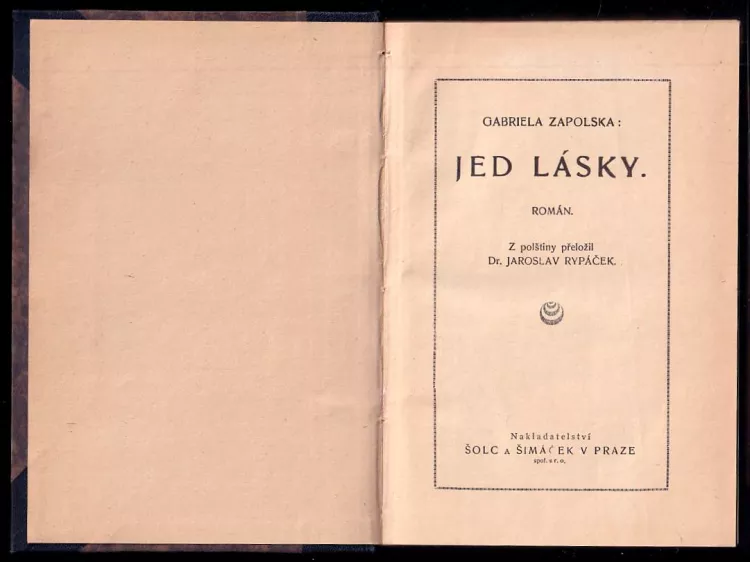 GABRIELA ZAPOLSKA:
JED LÁSKY.
ROMÁN.
Z polštiny přeložil
Dr. JAROSLAV RYPÁČEK.
Nakladatelství
ŠOLC A ŠIMÁČEK V PRAZE
spol. s r. o.